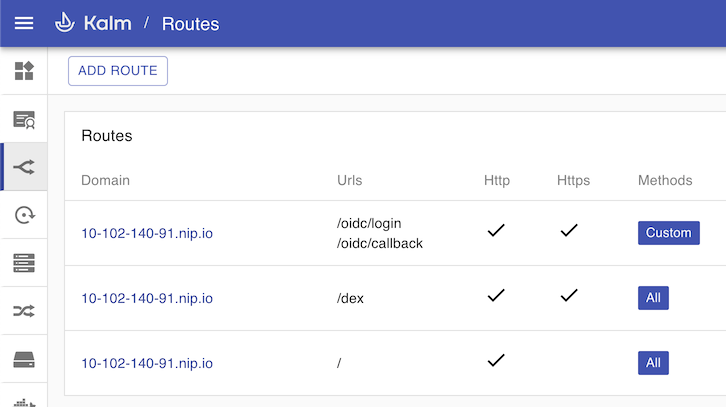 Kalm / Routes
ADD ROUTE
Routes
Domain Urls Http Https Methods
10-102-140-91.nip.io /oidc/login Custom
/oidc/callback
10-102-140-91.nip.io /dex All
10-102-140-91.nip.io / All